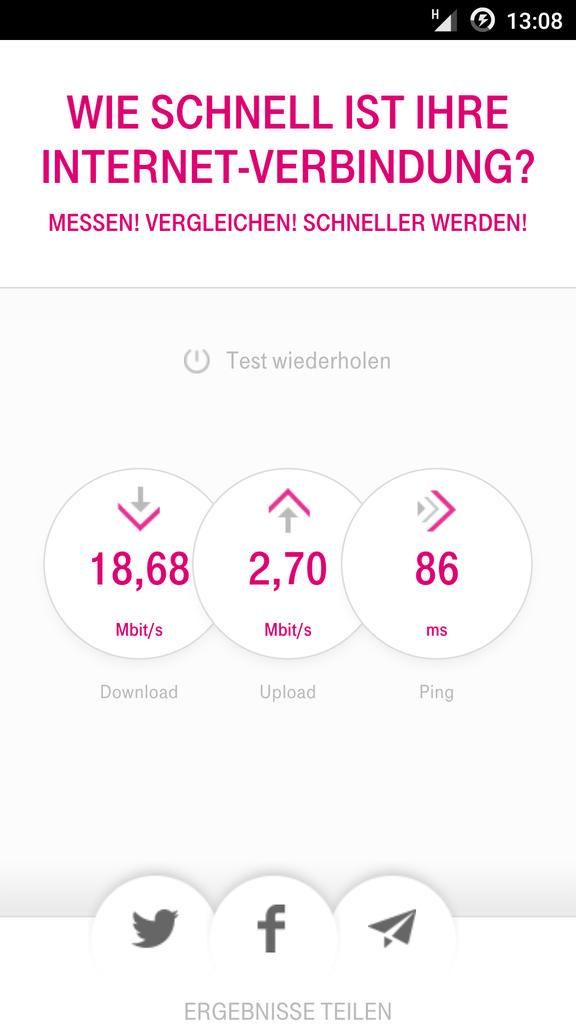 H 13:08
WIE SCHNELL IST IHRE
INTERNET-VERBINDUNG?
MESSEN! VERGLEICHEN! SCHNELLER WERDEN!
Test wiederholen
18,68 2,70 86
Mbit/s Mbit/s ms
Download Upload Ping
ERGEBNISSE TEILEN